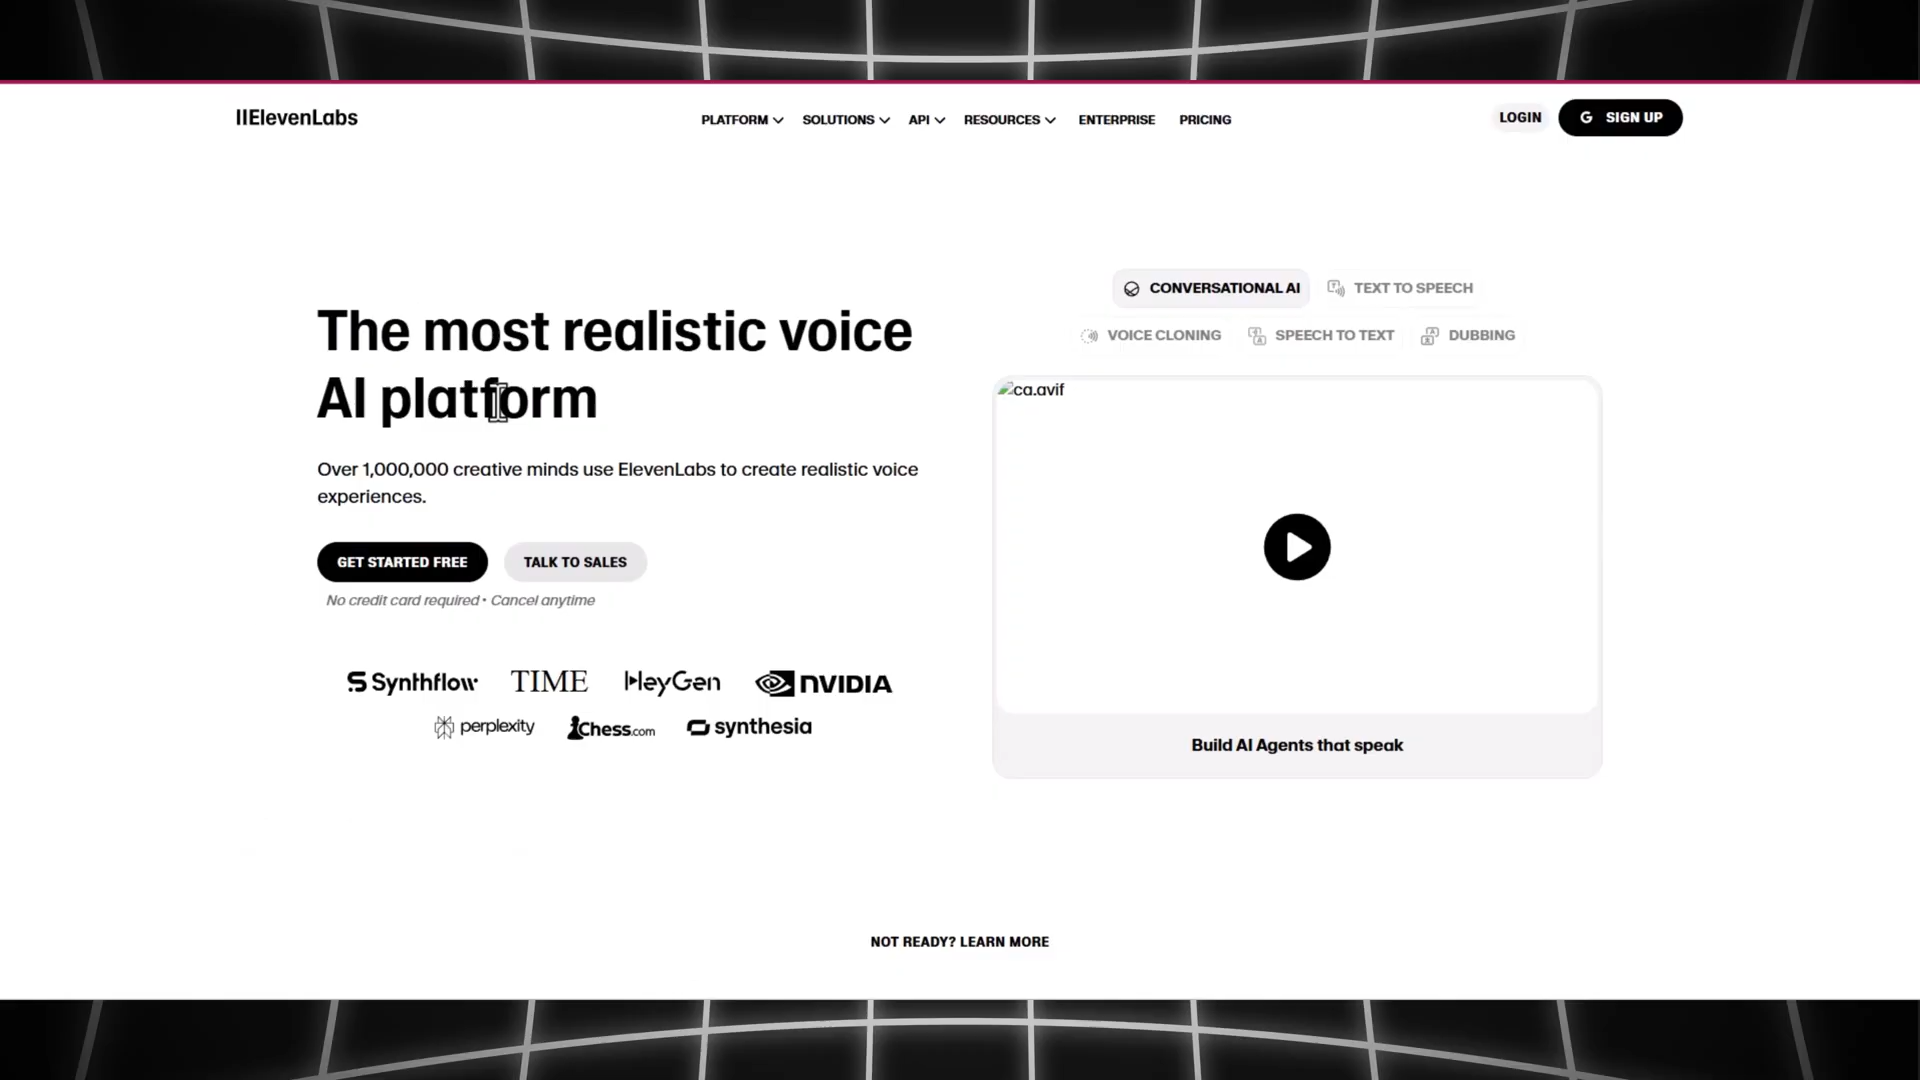 IIElevenLabs
PLATFORM
SOLUTIONS
API
RESOURCES
ENTERPRISE
PRICING
LOGIN
G SIGN UP
The most realistic voice
AI platform
Over 1,000,000 creative minds use ElevenLabs to create realistic voice
experiences.
GET STARTED FREE
TALK TO SALES
No credit card required • Cancel anytime
Synthflow
TIME
HeyGen
NVIDIA
perplexity
Chess.com
synthesia
CONVERSATIONAL AI
TEXT TO SPEECH
VOICE CLONING
SPEECH TO TEXT
DUBBING
ca.avif
Build AI Agents that speak
NOT READY? LEARN MORE